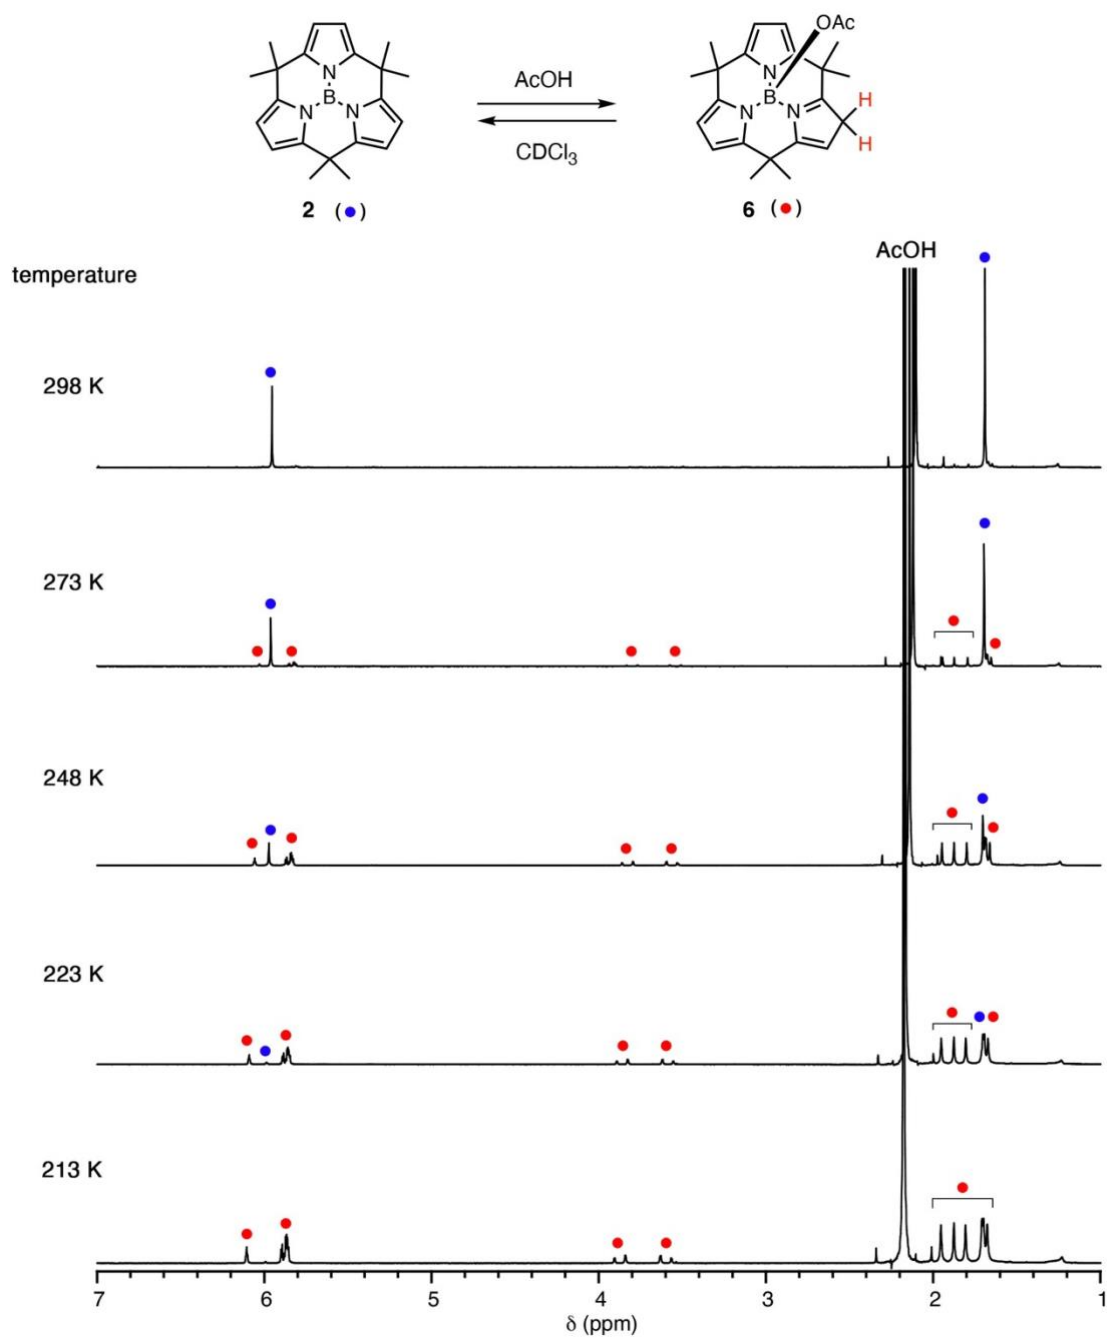 OAc
N
B
N
N
AcOH
CDCl₃
N
B
N
N
H
H
2 (●)
6 (●)
AcOH
temperature
298 K
273 K
248 K
223 K
213 K
7 6 5 4 3 2 1
δ (ppm)